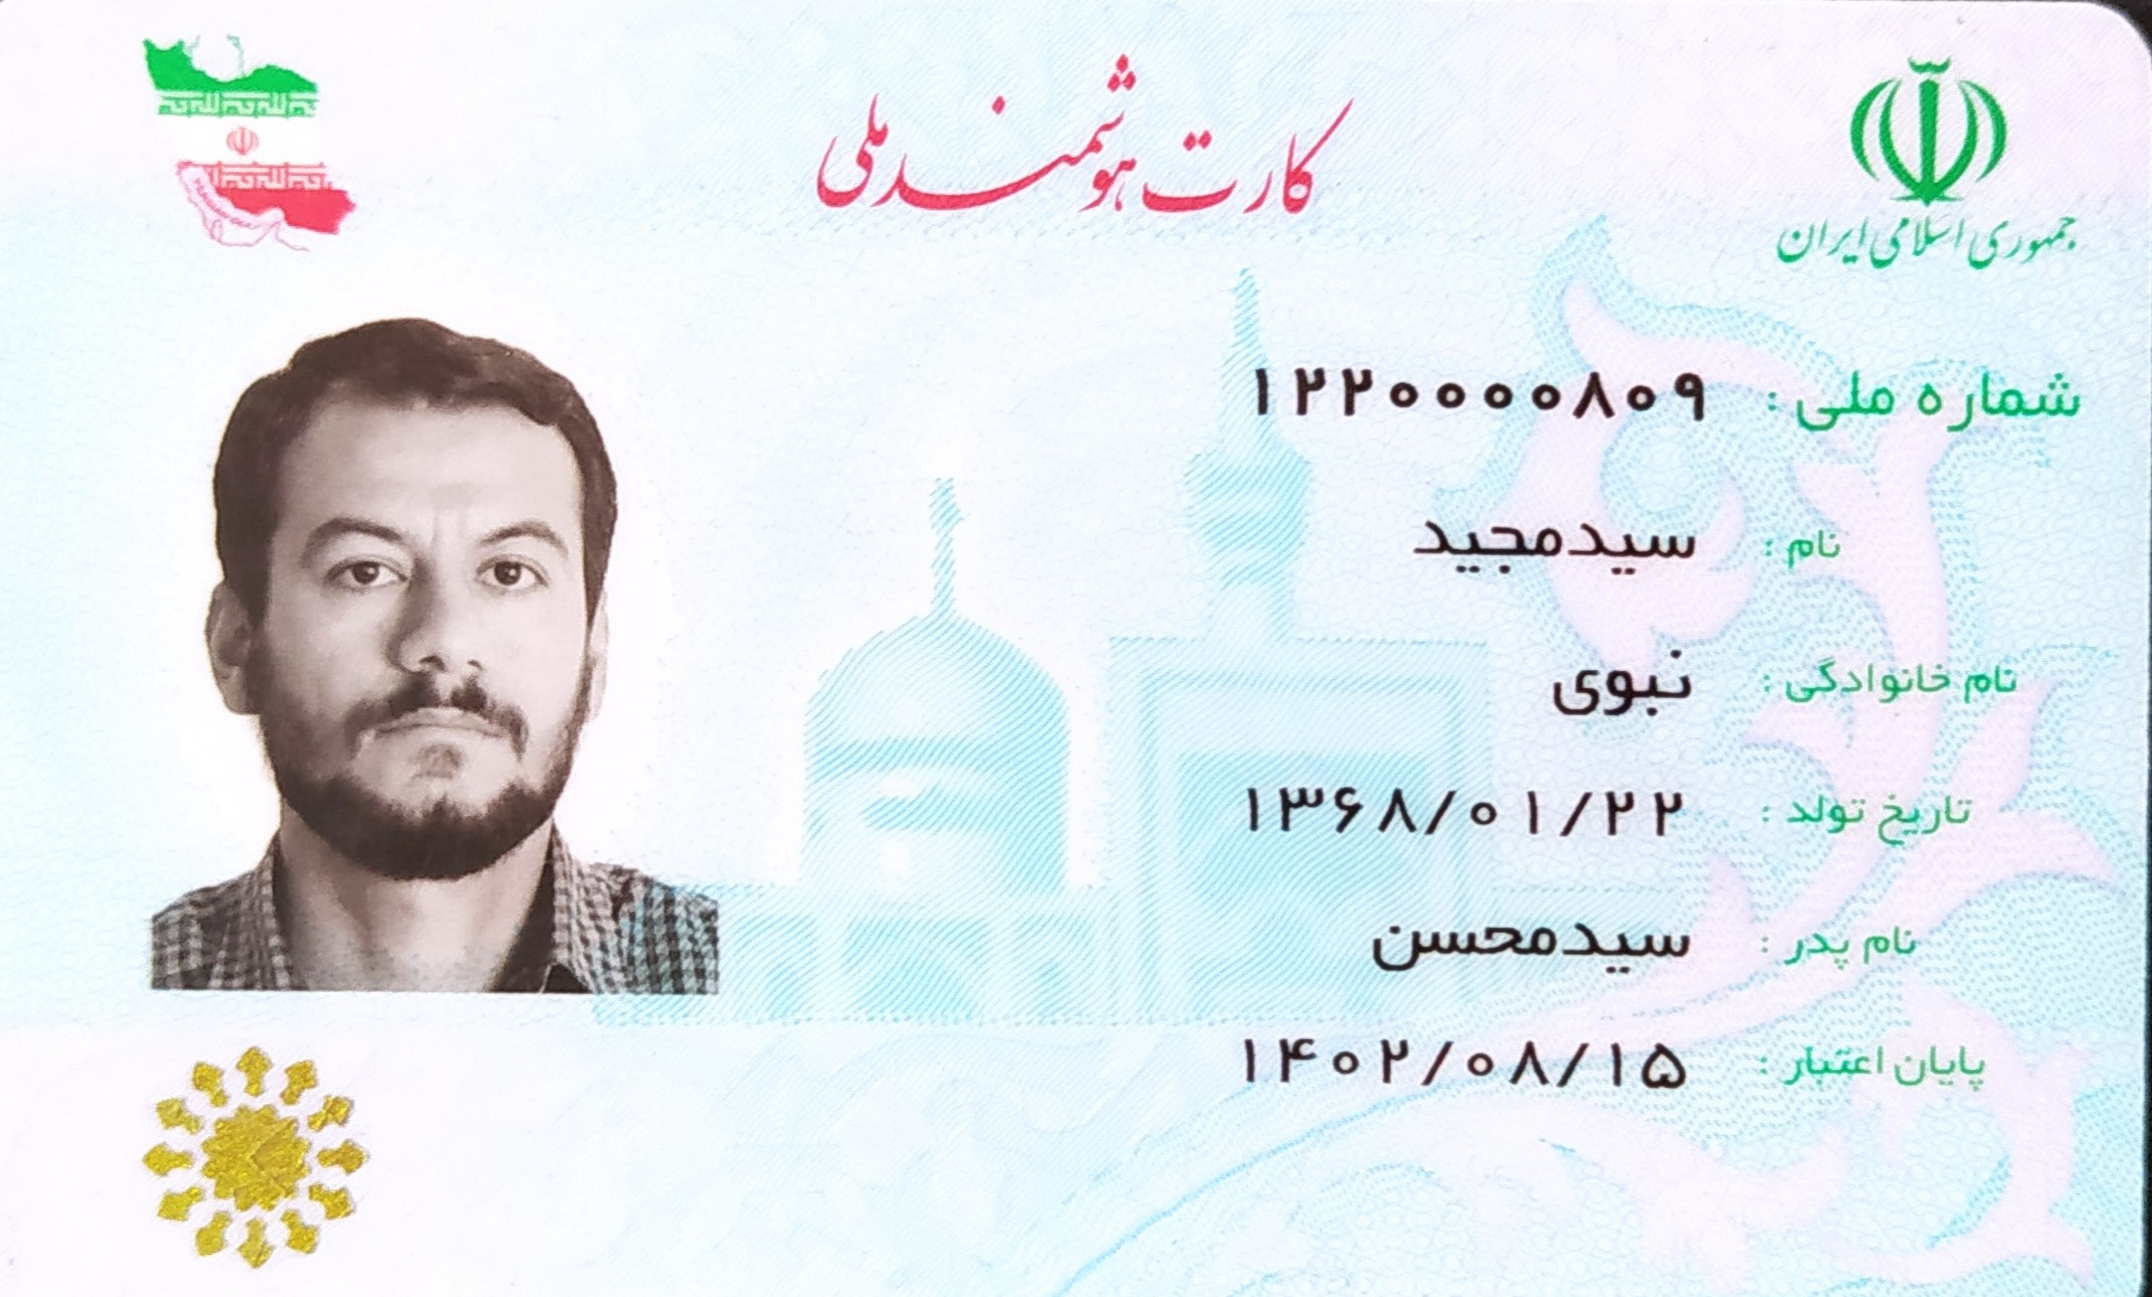 کارت هوشمند ملی
جمهوری اسلامی ایران
شماره ملی : ۱۲۲۰۰۰۰۸۰۹
نام : سیدمجید
نام خانوادگی : نبوی
تاریخ تولد : ۱۳۶۸/۰۱/۲۲
نام پدر : سیدمحسن
پایان اعتبار : ۱۴۰۲/۰۸/۱۵